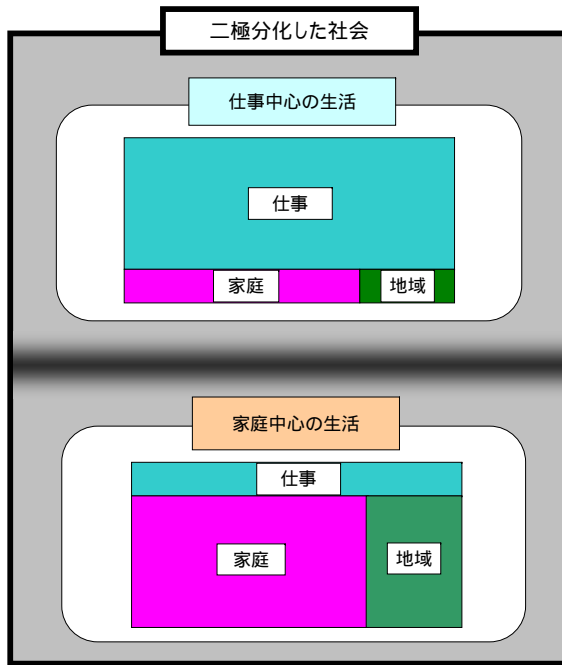 二極分化した社会
仕事中心の生活
仕事
家庭
地域
家庭中心の生活
仕事
家庭
地域